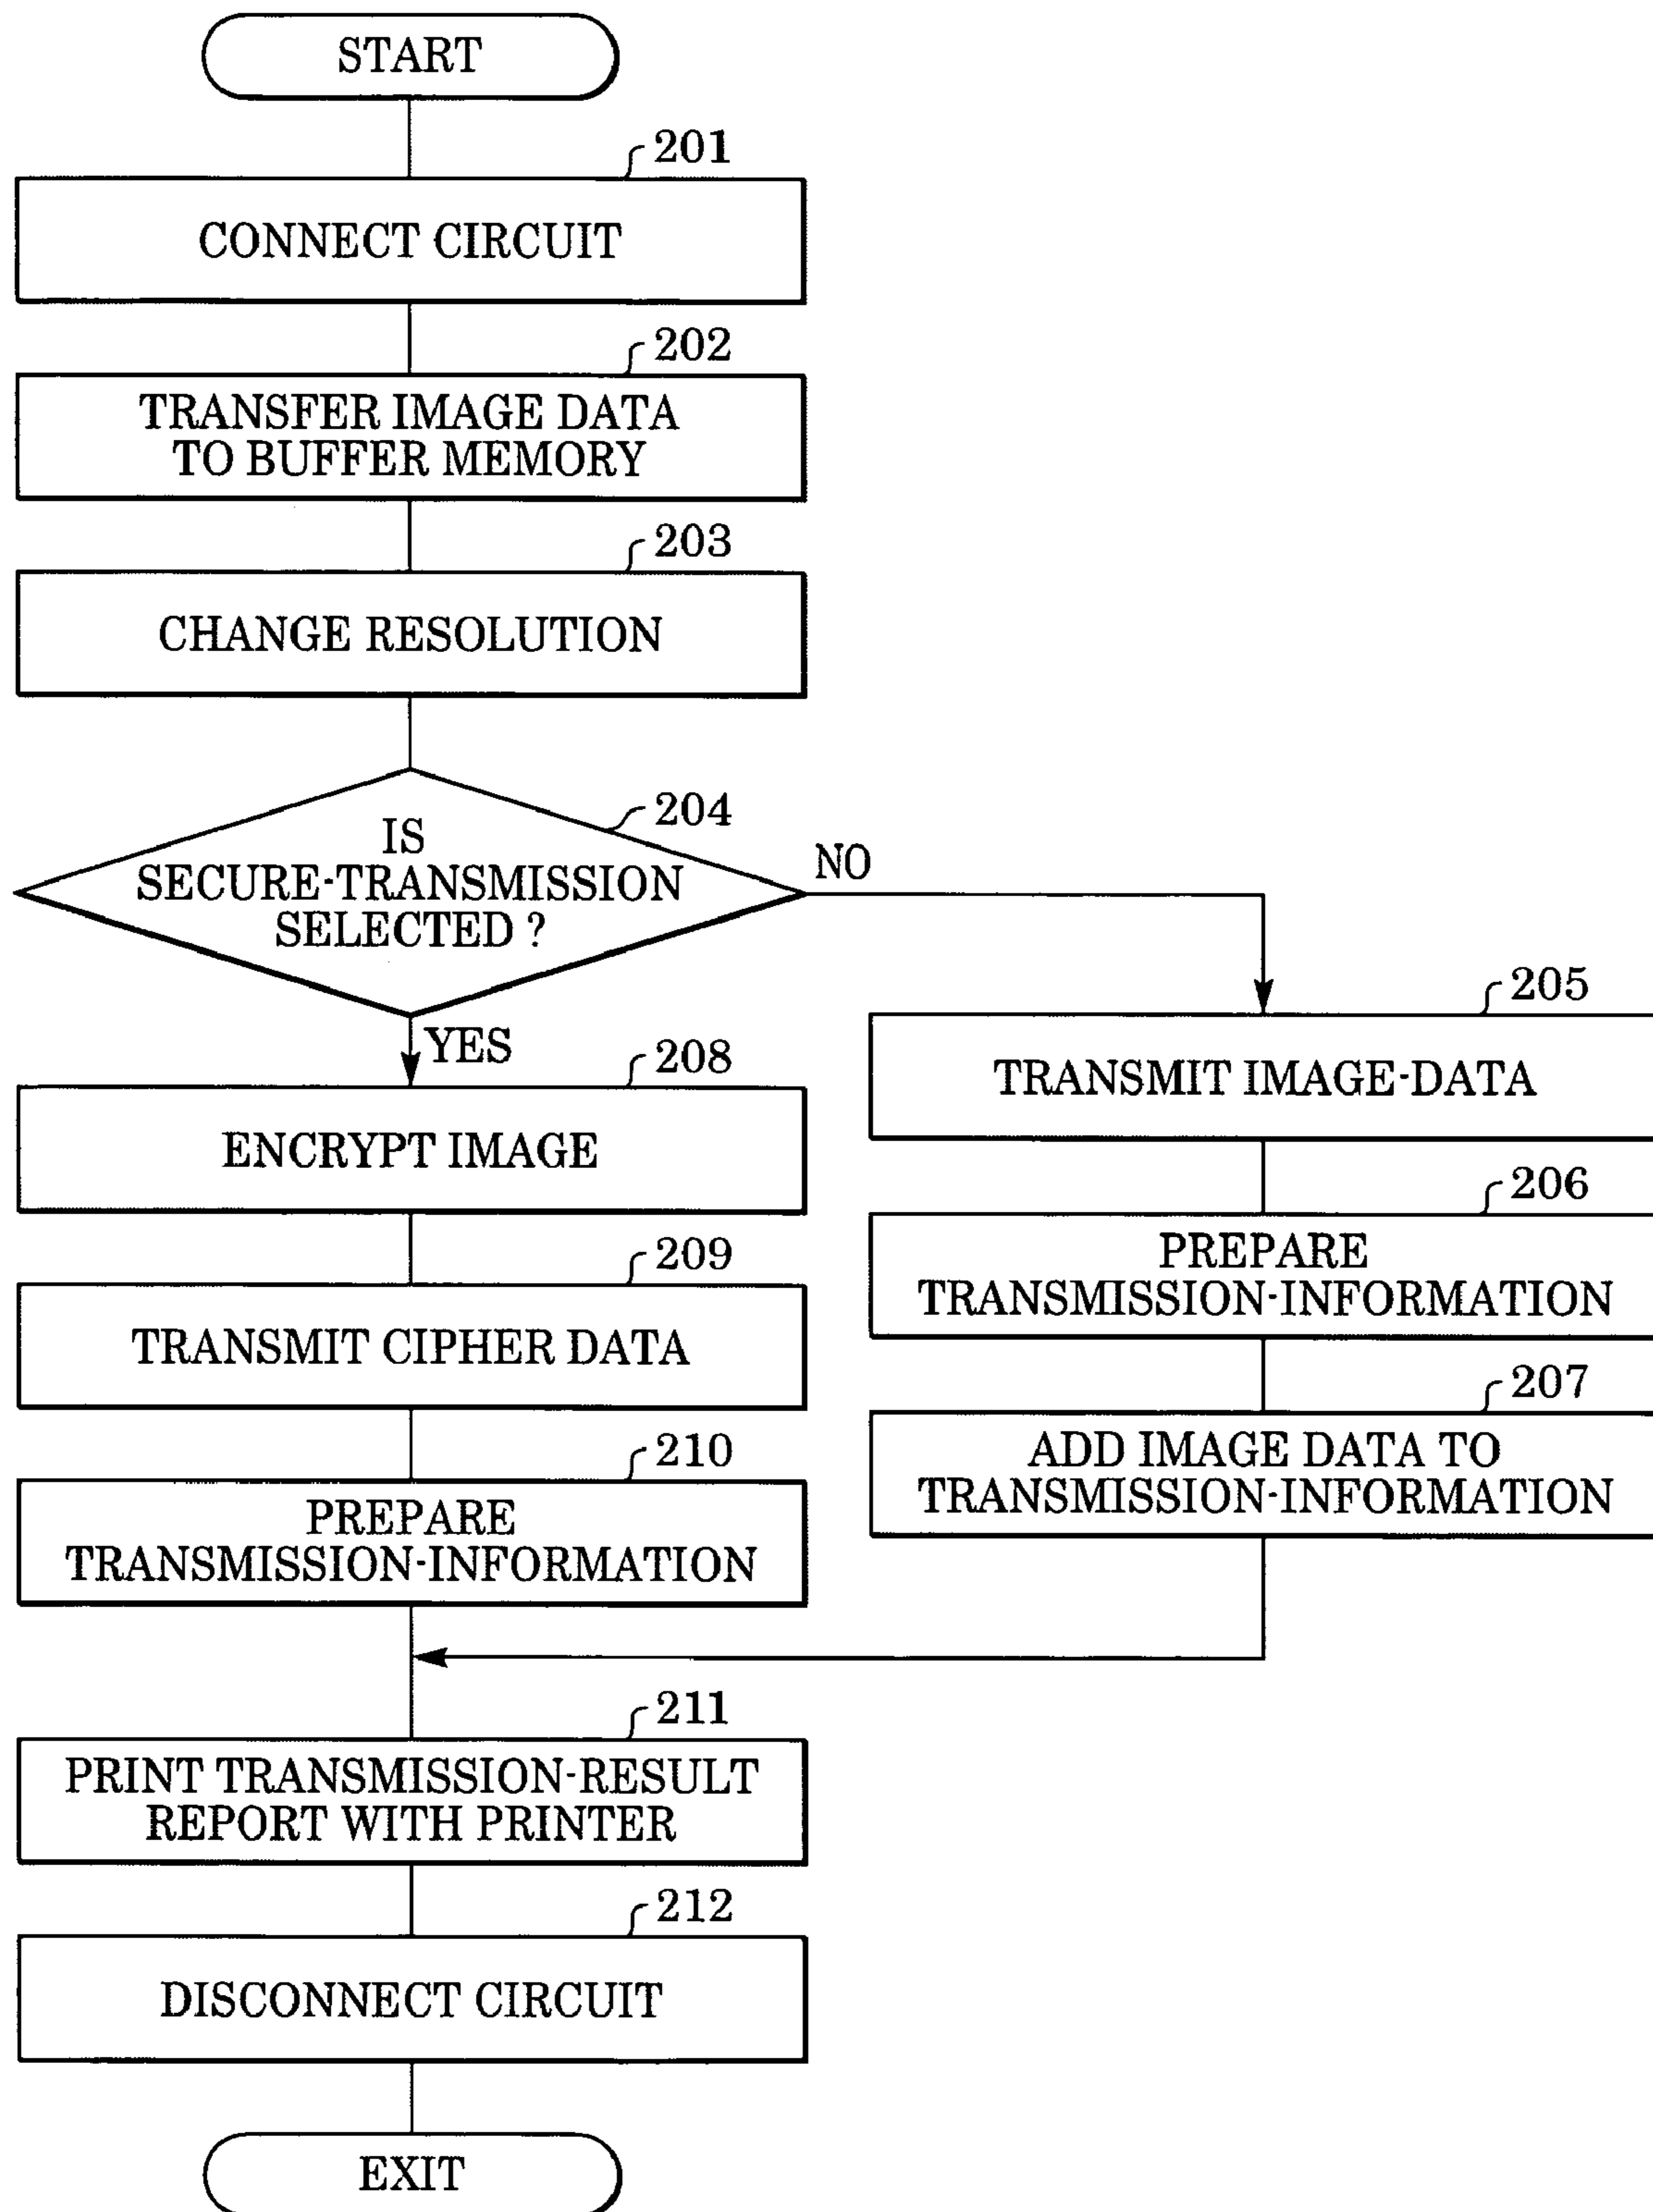 START
201
CONNECT CIRCUIT
202
TRANSFER IMAGE DATA
TO BUFFER MEMORY
203
CHANGE RESOLUTION
204
IS
SECURE-TRANSMISSION
SELECTED ?
NO
YES
205
TRANSMIT IMAGE-DATA
206
PREPARE
TRANSMISSION-INFORMATION
207
ADD IMAGE DATA TO
TRANSMISSION-INFORMATION
208
ENCRYPT IMAGE
209
TRANSMIT CIPHER DATA
210
PREPARE
TRANSMISSION-INFORMATION
211
PRINT TRANSMISSION-RESULT
REPORT WITH PRINTER
212
DISCONNECT CIRCUIT
EXIT